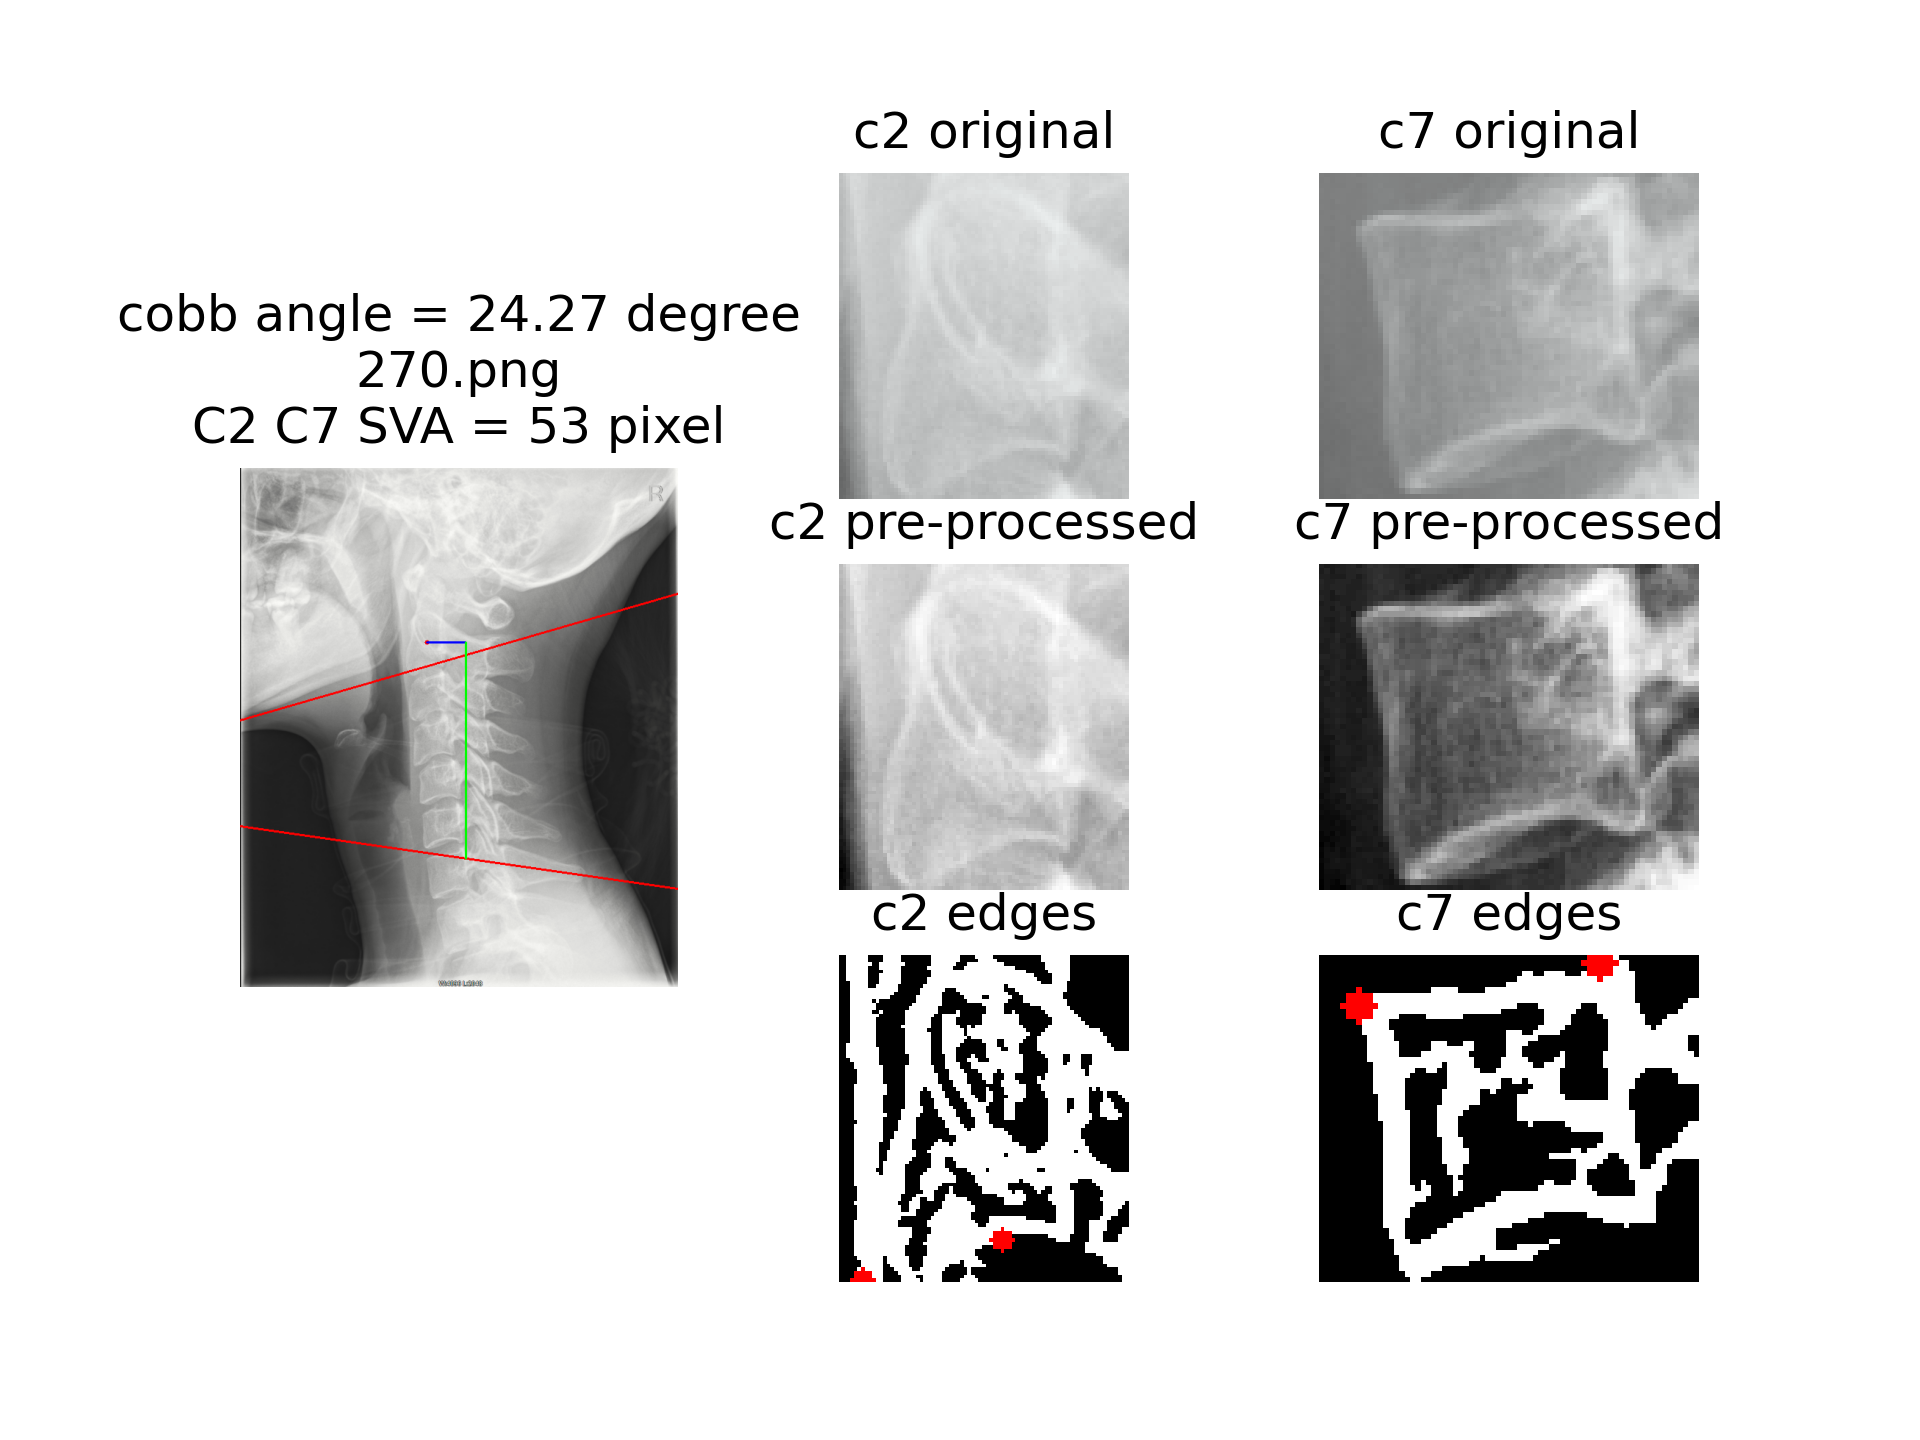 cobb angle = 24.27 degree
270.png
C2 C7 SVA = 53 pixel
R
c2 original
c7 original
c2 pre-processed
c7 pre-processed
c2 edges
c7 edges